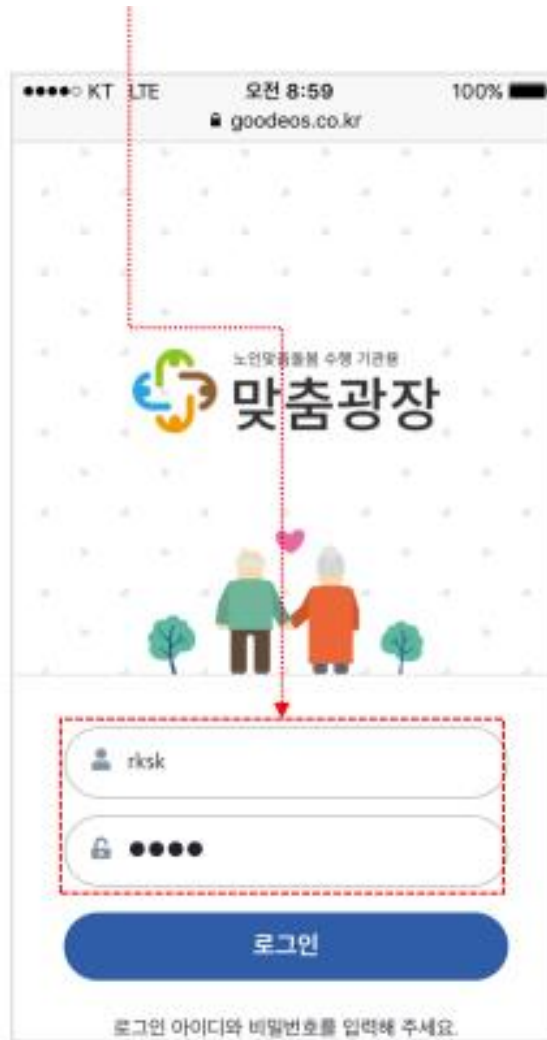 KT LTE 오전 8:59 100%
goodeos.co.kr
노인맞춤돌봄 수행 기관용
맞춤광장
rksk
●●●●
로그인
로그인 아이디와 비밀번호를 입력해 주세요.